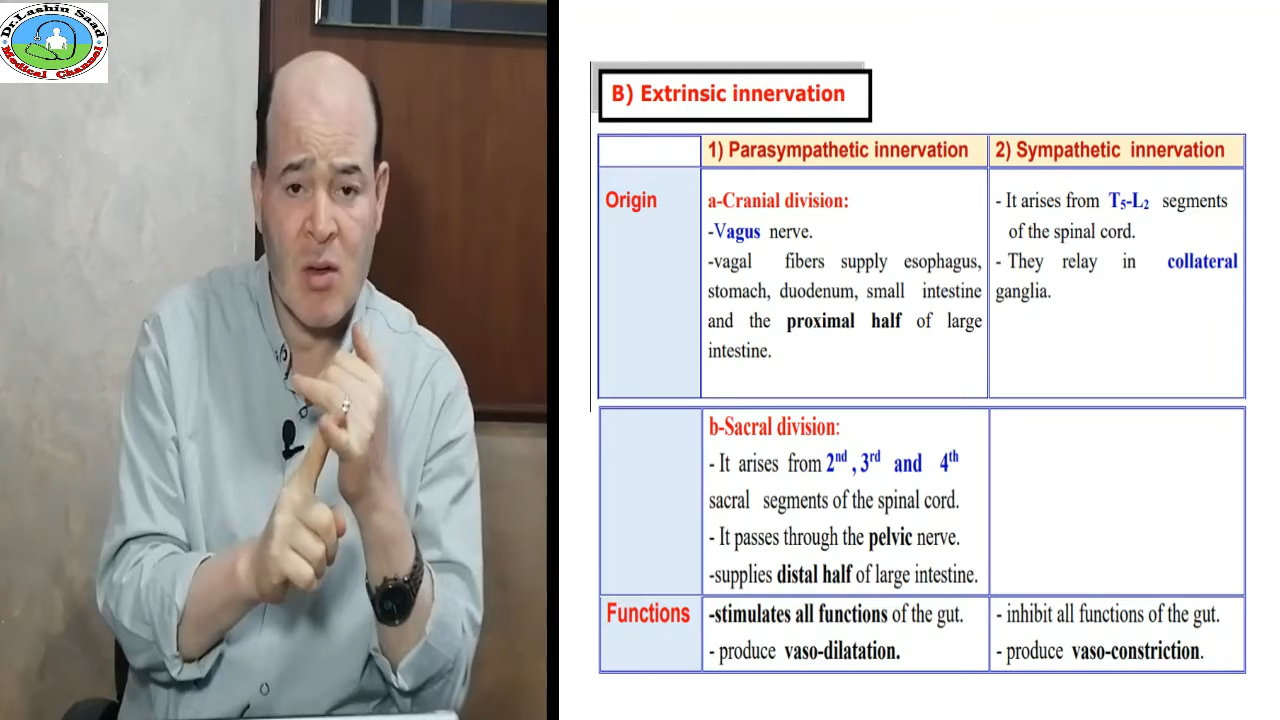 Dr.Lashin Saad
Medical Channel
B) Extrinsic innervation
1) Parasympathetic innervation
2) Sympathetic innervation
Origin
a-Cranial division:
-Vagus nerve.
-vagal fibers supply esophagus,
stomach, duodenum, small intestine
and the proximal half of large
intestine.
- It arises from T5-L2 segments
of the spinal cord.
- They relay in collateral
ganglia.
b-Sacral division:
- It arises from 2nd , 3rd and 4th
sacral segments of the spinal cord.
- It passes through the pelvic nerve.
-supplies distal half of large intestine.
Functions
-stimulates all functions of the gut.
- produce vaso-dilatation.
- inhibit all functions of the gut.
- produce vaso-constriction.